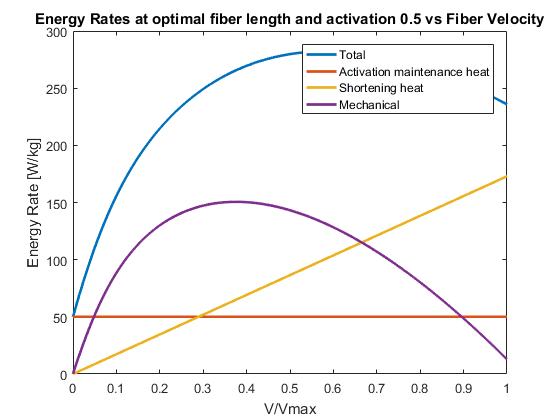 Energy Rates at optimal fiber length and activation 0.5 vs Fiber Velocity
300
250
200
150
100
50
0
Energy Rate [W/kg]
Total
Activation maintenance heat
Shortening heat
Mechanical
0 0.1 0.2 0.3 0.4 0.5 0.6 0.7 0.8 0.9 1
V/Vmax